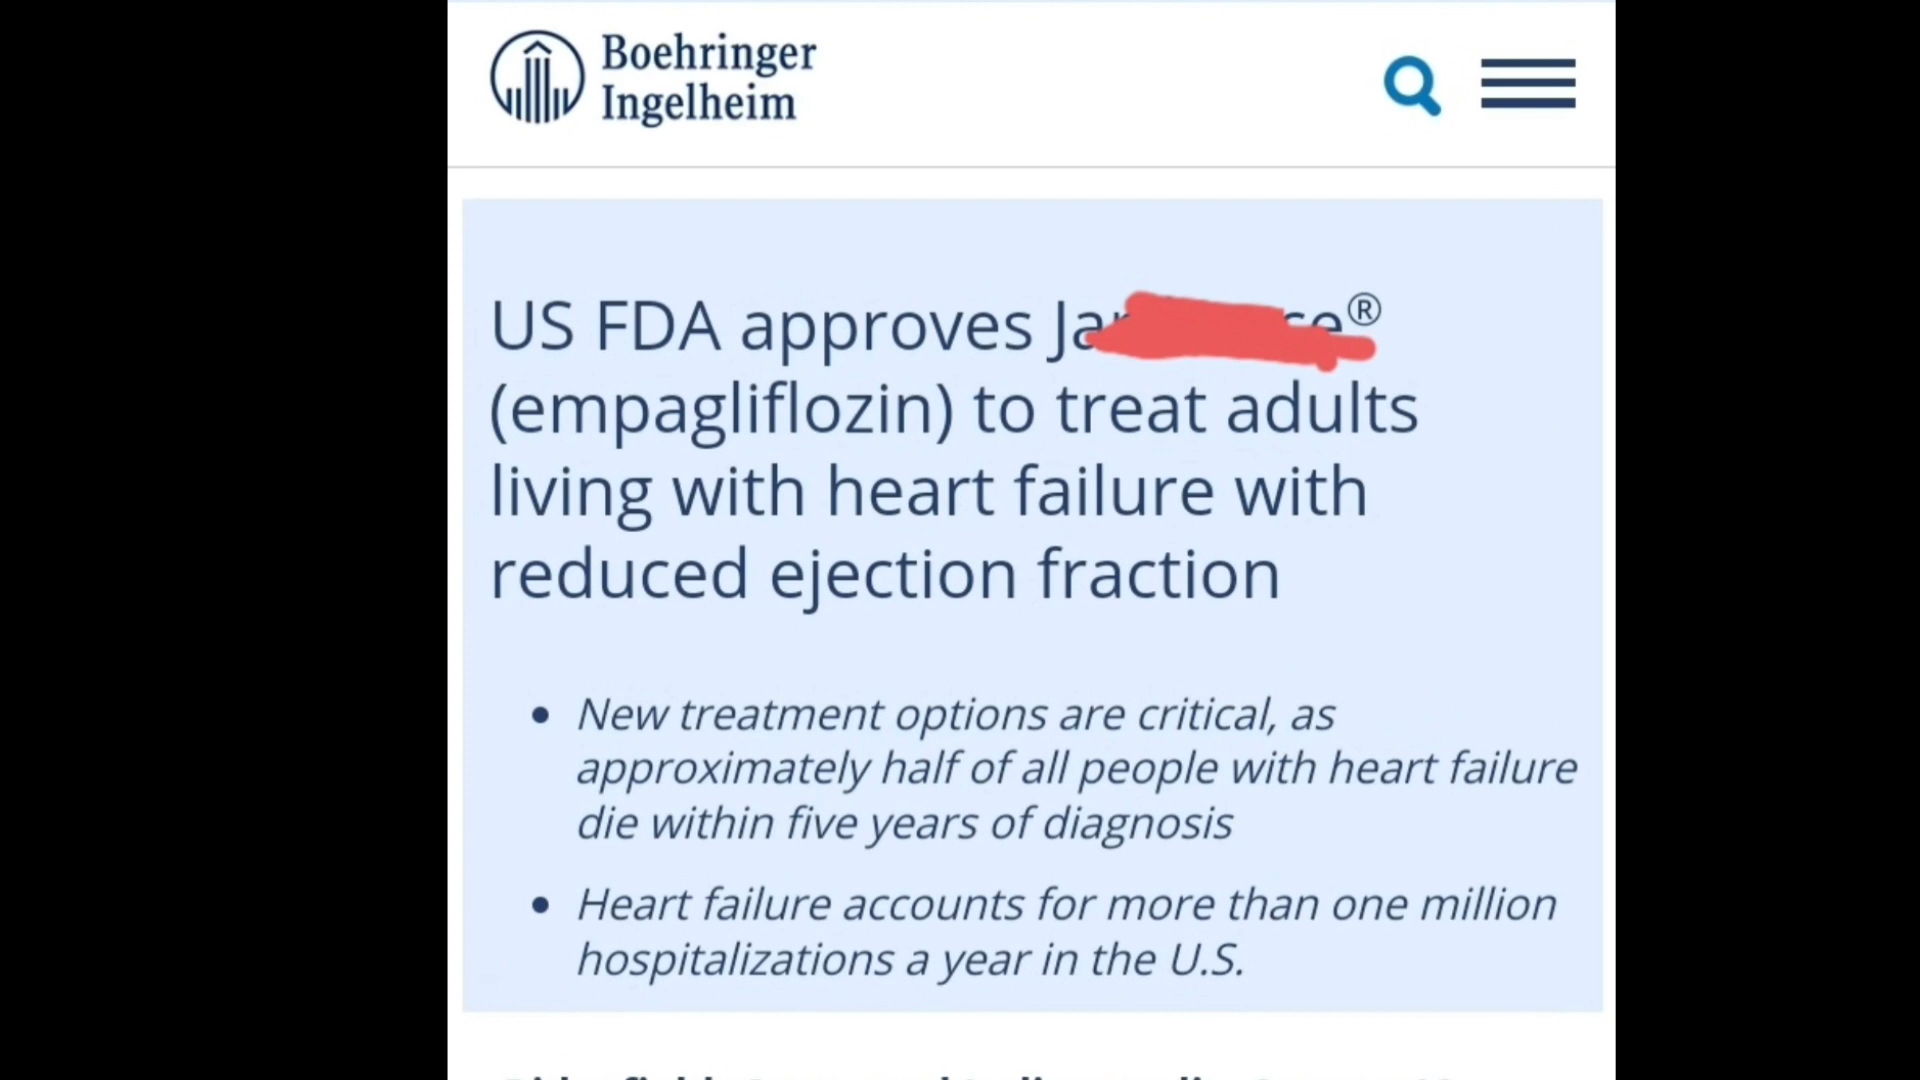 Boehringer
Ingelheim
US FDA approves
(empagliflozin) to treat adults
living with heart failure with
reduced ejection fraction
• New treatment options are critical, as
approximately half of all people with heart failure
die within five years of diagnosis
• Heart failure accounts for more than one million
hospitalizations a year in the U.S.